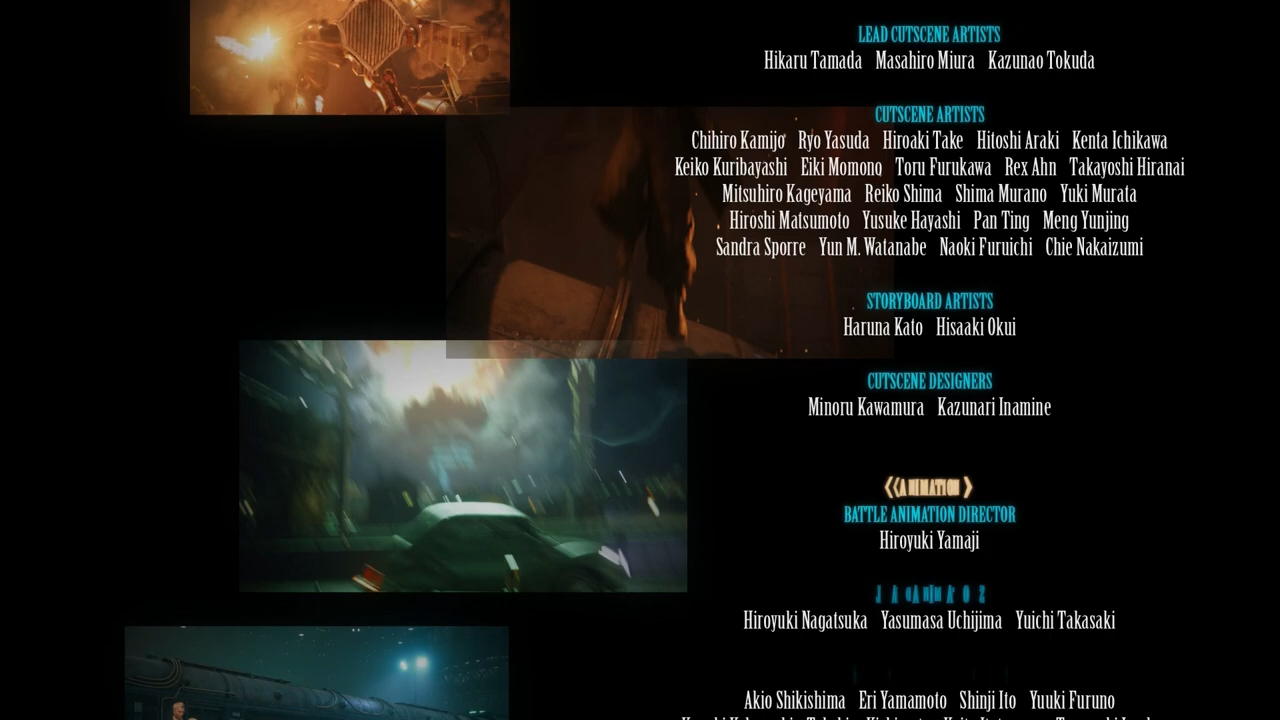 LEAD CUTSCENE ARTISTS
Hikaru Tamada Masahiro Miura Kazunao Tokuda
CUTSCENE ARTISTS
Chihiro Kamijo Ryo Yasuda Hiroaki Take Hitoshi Araki Kenta Ichikawa
Keiko Kuribayashi Eiki Momono Toru Furukawa Rex Ahn Takayoshi Hiranai
Mitsuhiro Kageyama Reiko Shima Shima Murano Yuki Murata
Hiroshi Matsumoto Yusuke Hayashi Pan Ting Meng Yunjing
Sandra Sporre Yun M. Watanabe Naoki Furuichi Chie Nakaizumi
STORYBOARD ARTISTS
Haruna Kato Hisaaki Okui
CUTSCENE DESIGNERS
Minoru Kawamura Kazunari Inamine
ANIMATION
BATTLE ANIMATION DIRECTOR
Hiroyuki Yamaji
Hiroyuki Nagatsuka Yasumasa Uchijima Yuichi Takasaki
Akio Shikishima Eri Yamamoto Shinji Ito Yuuki Furuno